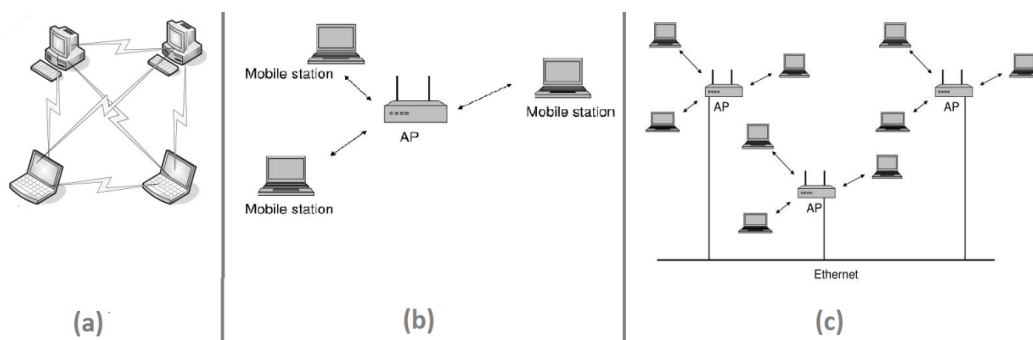 Mobile station
AP
Mobile station
Mobile station
(a)
(b)
AP
AP
AP
Ethernet
(c)